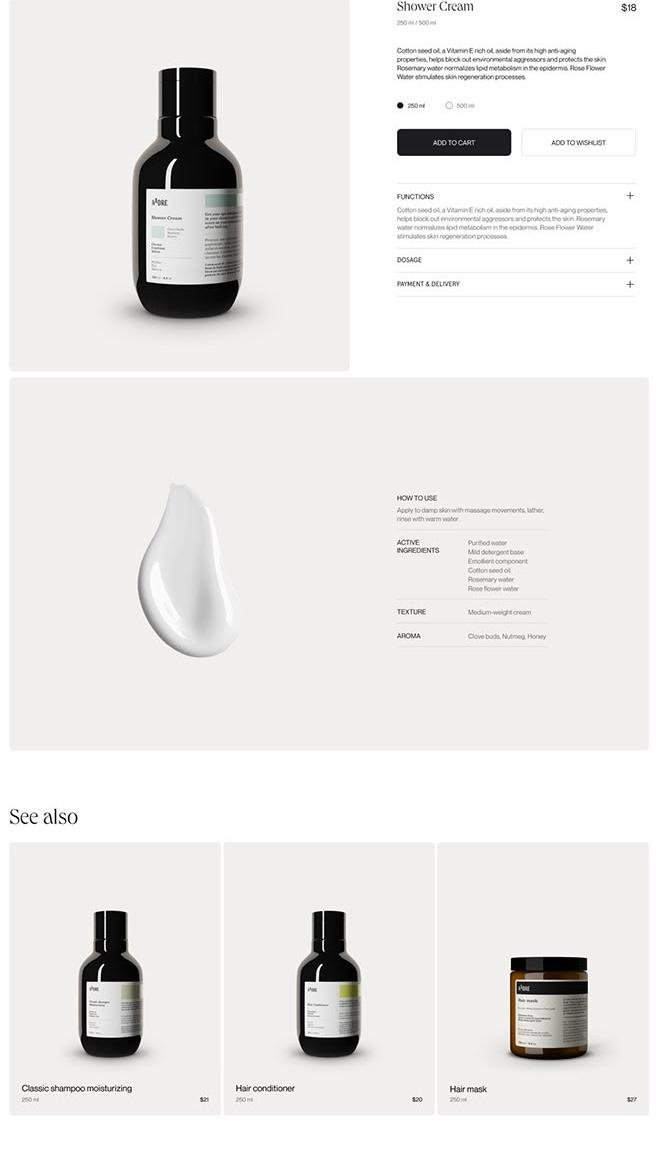 Shower Cream
$18
250 ml / 500 ml
Cotton seed oil, a Vitamin E rich oil, aside from its high anti-aging
properties, helps block out environmental aggressors and protects the skin.
Rosemary water normalizes lipid metabolism in the epidermis. Rose Flower
Water stimulates skin regeneration processes.
250 ml
500 ml
ADD TO CART
ADD TO WISHLIST
FUNCTIONS
Cotton seed oil, a Vitamin E rich oil, aside from its high anti-aging properties,
helps block out environmental aggressors and protects the skin. Rosemary
water normalizes lipid metabolism in the epidermis. Rose Flower Water
stimulates skin regeneration processes.
DOSAGE
PAYMENT & DELIVERY
Shower Cream
HOW TO USE
Apply to damp skin with massage movements, lather,
rinse with warm water
ACTIVE
INGREDIENTS
Purified water
Mild detergent base
Emollient component
Cotton seed oil
Rosemary water
Rose flower water
TEXTURE
Medium-weight cream
AROMA
Clove buds, Nutmeg, Honey
See also
Hair conditioner
Hair mask
Classic shampoo moisturizing
250 ml
$21
Hair conditioner
250 ml
$20
Hair mask
250 ml
$27